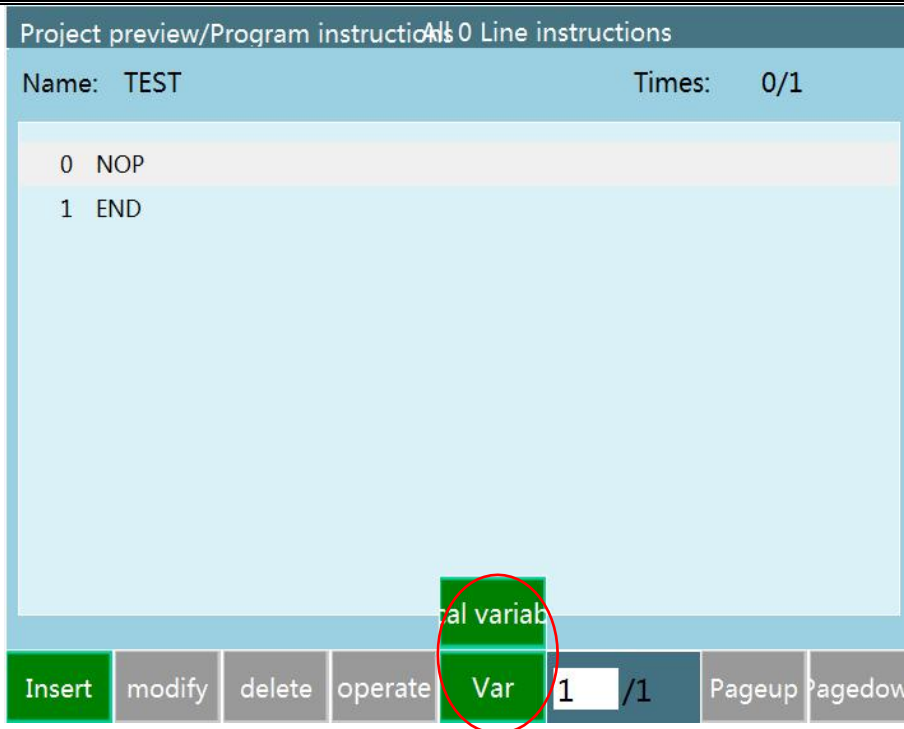 Project preview/Program instructions All 0 Line instructions
Name: TEST Times: 0/1
0 NOP
1 END
cal variab
Insert modify delete operate Var 1 /1 Pageup Pagedow